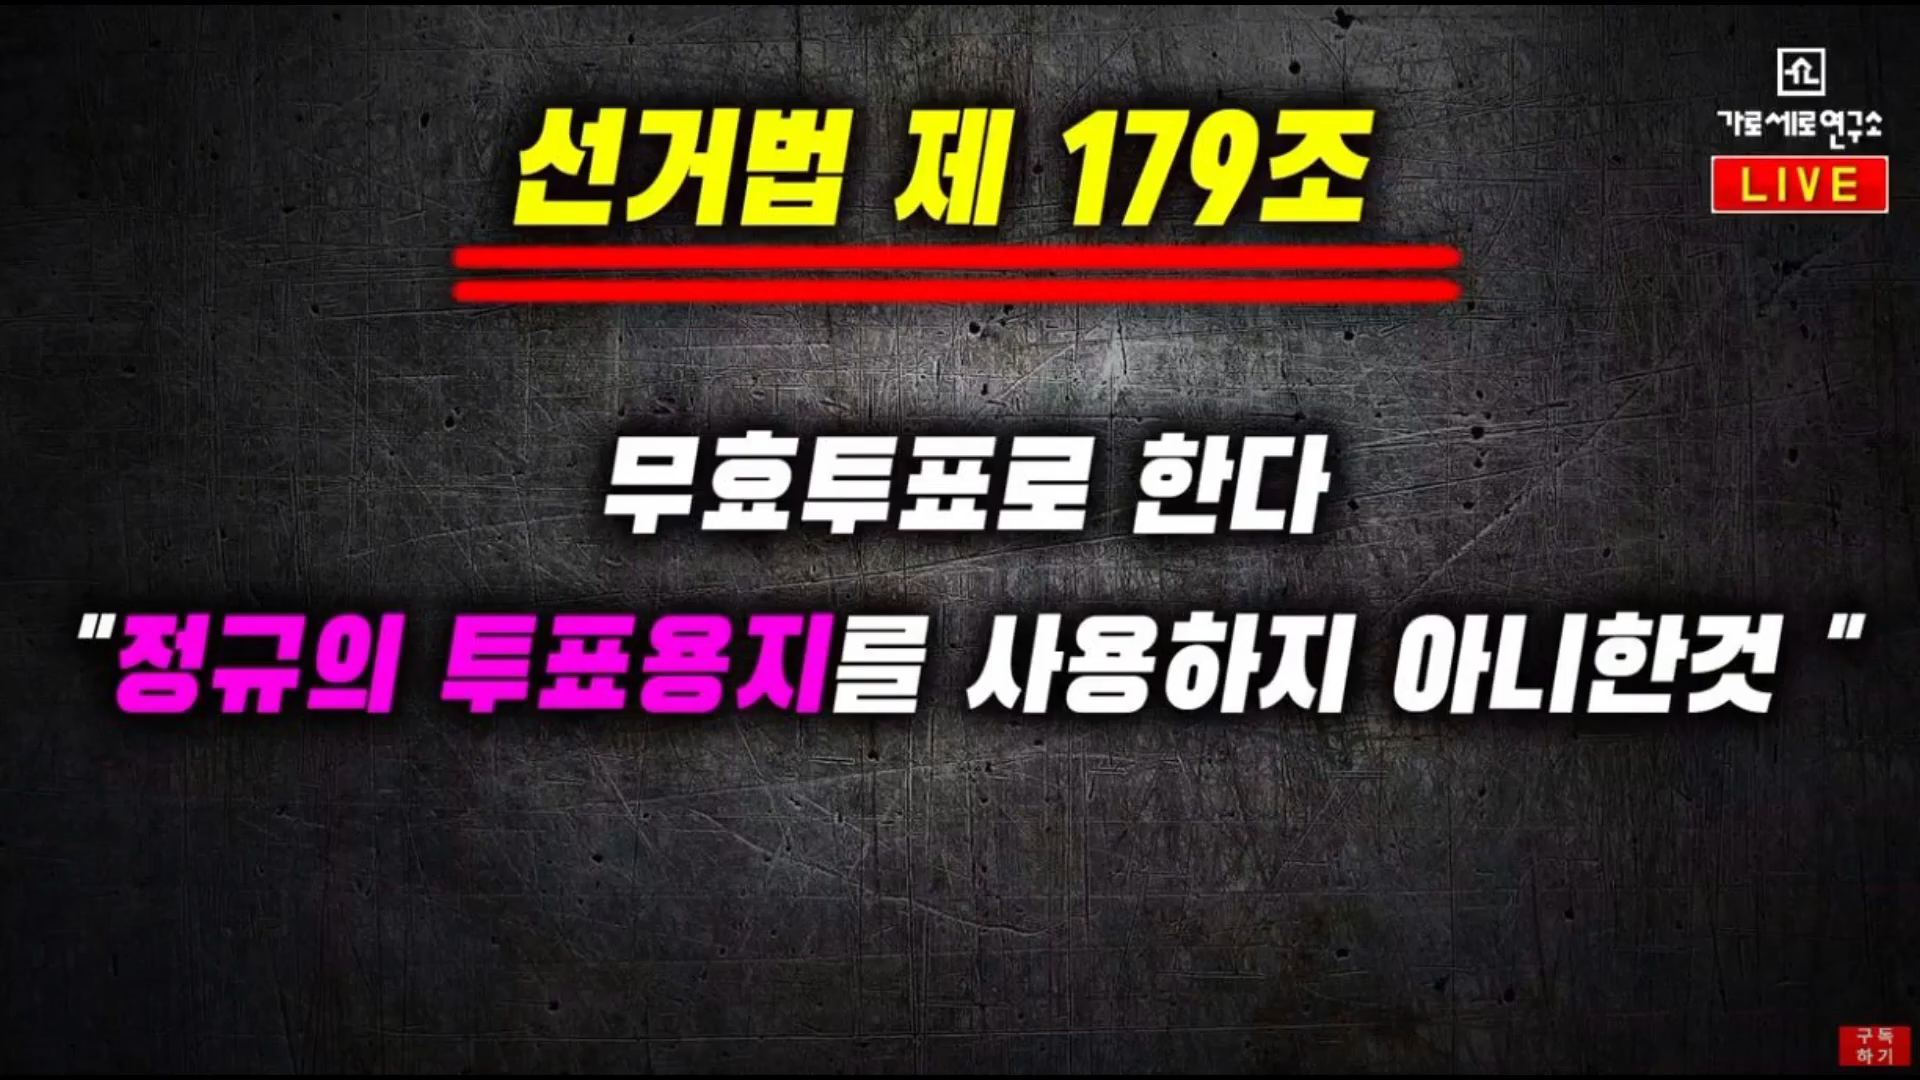 선거법 제 179조
가로세로연구소
LIVE
무효투표로 한다
"정규의 투표용지를 사용하지 아니한것 "
구독
하기